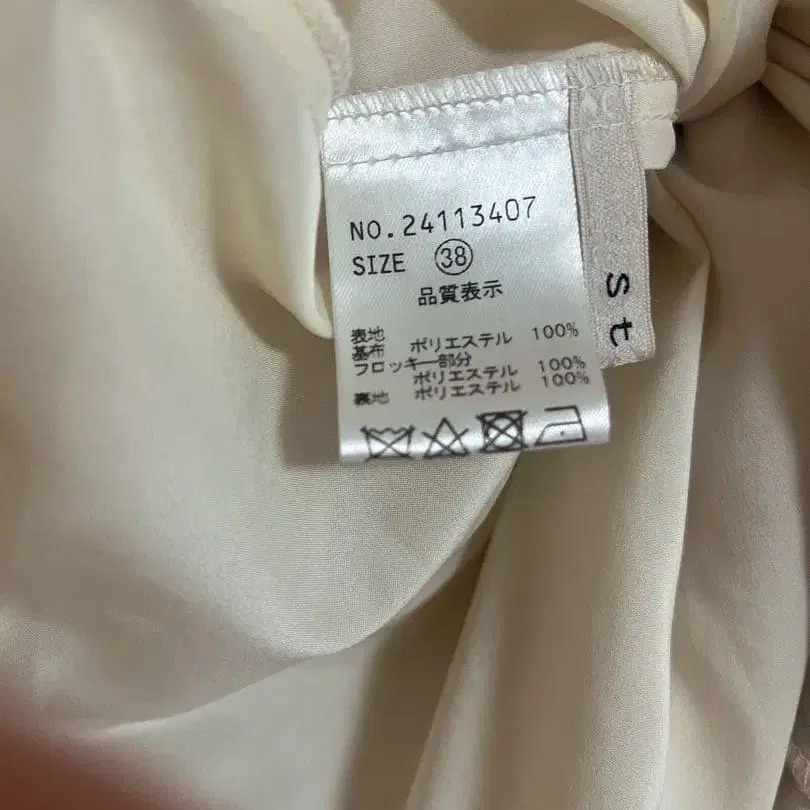 NO.24113407
SIZE 38
品質表示
表地
基布 ポリエステル 100%
フロッキー部分
ポリエステル 100%
裏地 ポリエステル 100%
st